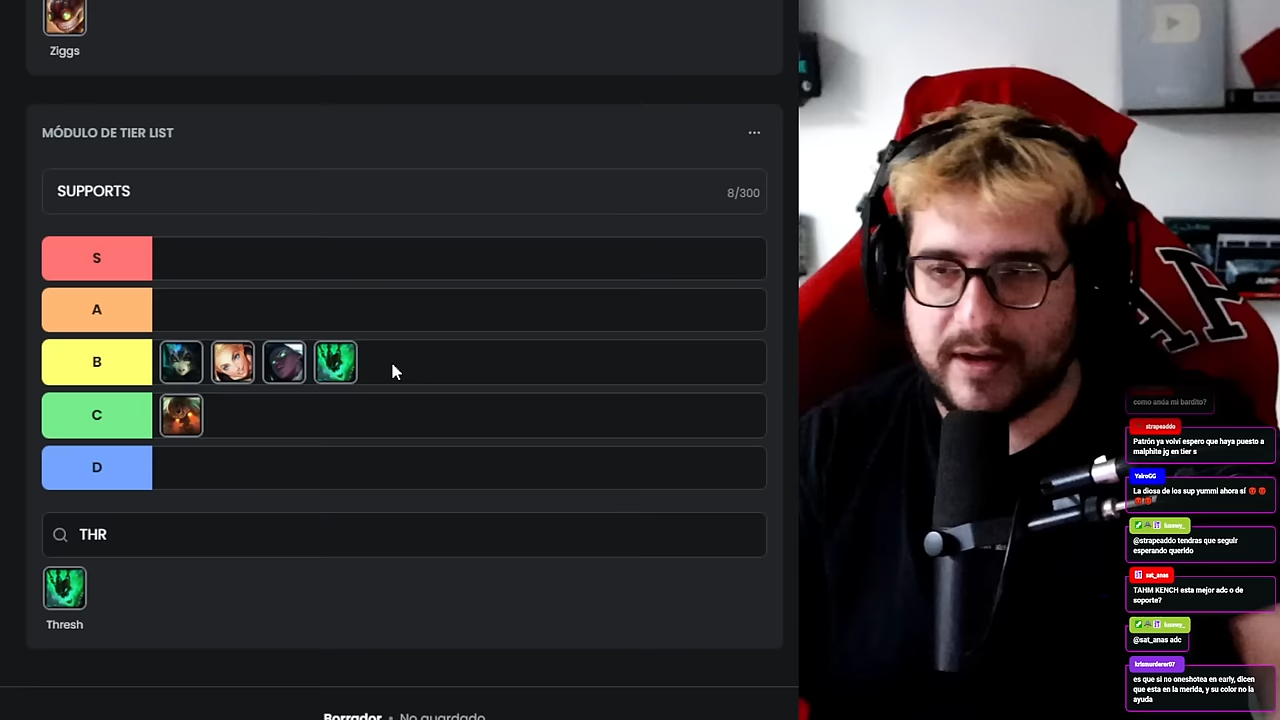 Ziggs
MÓDULO DE TIER LIST
SUPPORTS
8/300
S
A
B
C
D
THR
Thresh
Borrador • No guardado
como anda mi bardito?
strapeaddo
Patrón ya volví espero que haya puesto a
malphite jg en tier s
YairoGG
La diosa de los sup yummi ahora sí
@strapeaddo tendras que seguir
esperando querido
sat_anas
TAHM KENCH esta mejor adc o de
soporte?
@sat_anas adc
krismurderer07
es que si no oneshotea en early, dicen
que esta en la merida, y su color no la
ayuda